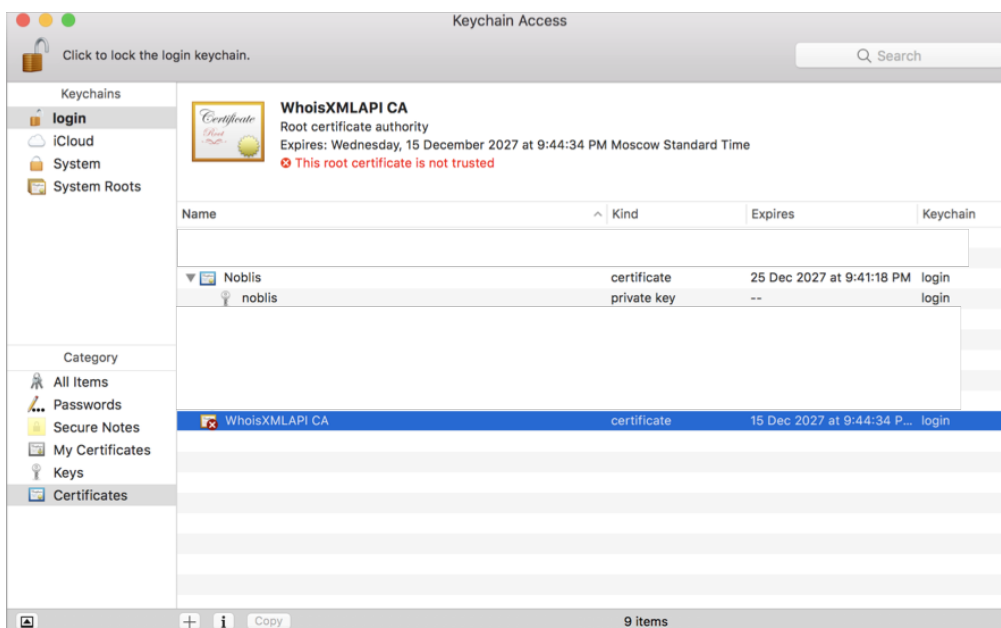 Keychain Access
Click to lock the login keychain.
Search
Keychains
login
iCloud
System
System Roots
Certificate
Root
WhoisXMLAPI CA
Root certificate authority
Expires: Wednesday, 15 December 2027 at 9:44:34 PM Moscow Standard Time
This root certificate is not trusted
Name Kind Expires Keychain
Noblis certificate 25 Dec 2027 at 9:41:18 PM login
noblis private key -- login
WhoisXMLAPI CA certificate 15 Dec 2027 at 9:44:34 P... login
Category
All Items
Passwords
Secure Notes
My Certificates
Keys
Certificates
+ i Copy 9 items